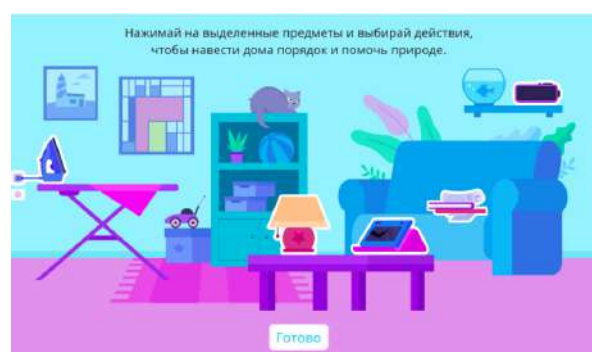 Нажимай на выделенные предметы и выбирай действия,
чтобы навести дома порядок и помочь природе.
Готово